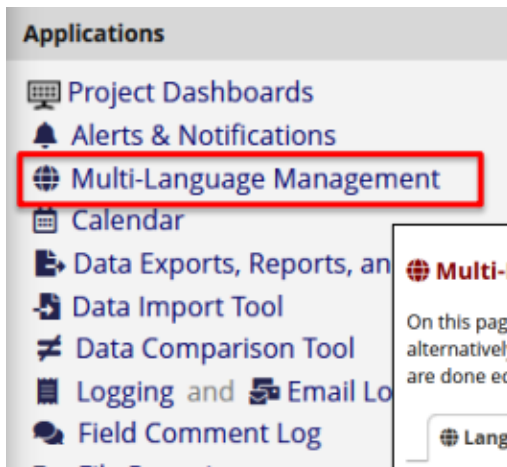 Applications
Project Dashboards
Alerts & Notifications
Multi-Language Management
Calendar
Data Exports, Reports, an
Data Import Tool
Data Comparison Tool
Logging and Email Lo
Field Comment Log
Multi-
On this pag
alternatively
are done ed
Lang